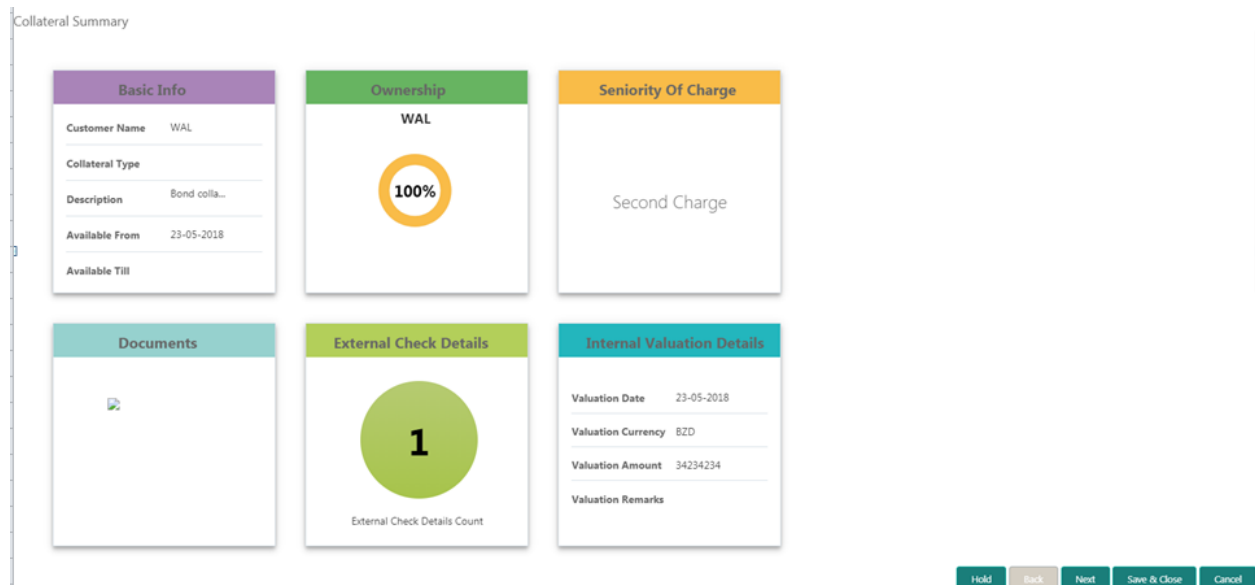 Collateral Summary
Basic Info
Customer Name WAL
Collateral Type
Description Bond colla...
Available From 23-05-2018
Available Till
Ownership
WAL
100%
Seniority Of Charge
Second Charge
Documents
External Check Details
1
External Check Details Count
Internal Valuation Details
Valuation Date 23-05-2018
Valuation Currency BZD
Valuation Amount 34234234
Valuation Remarks
Hold Back Next Save & Close Cancel